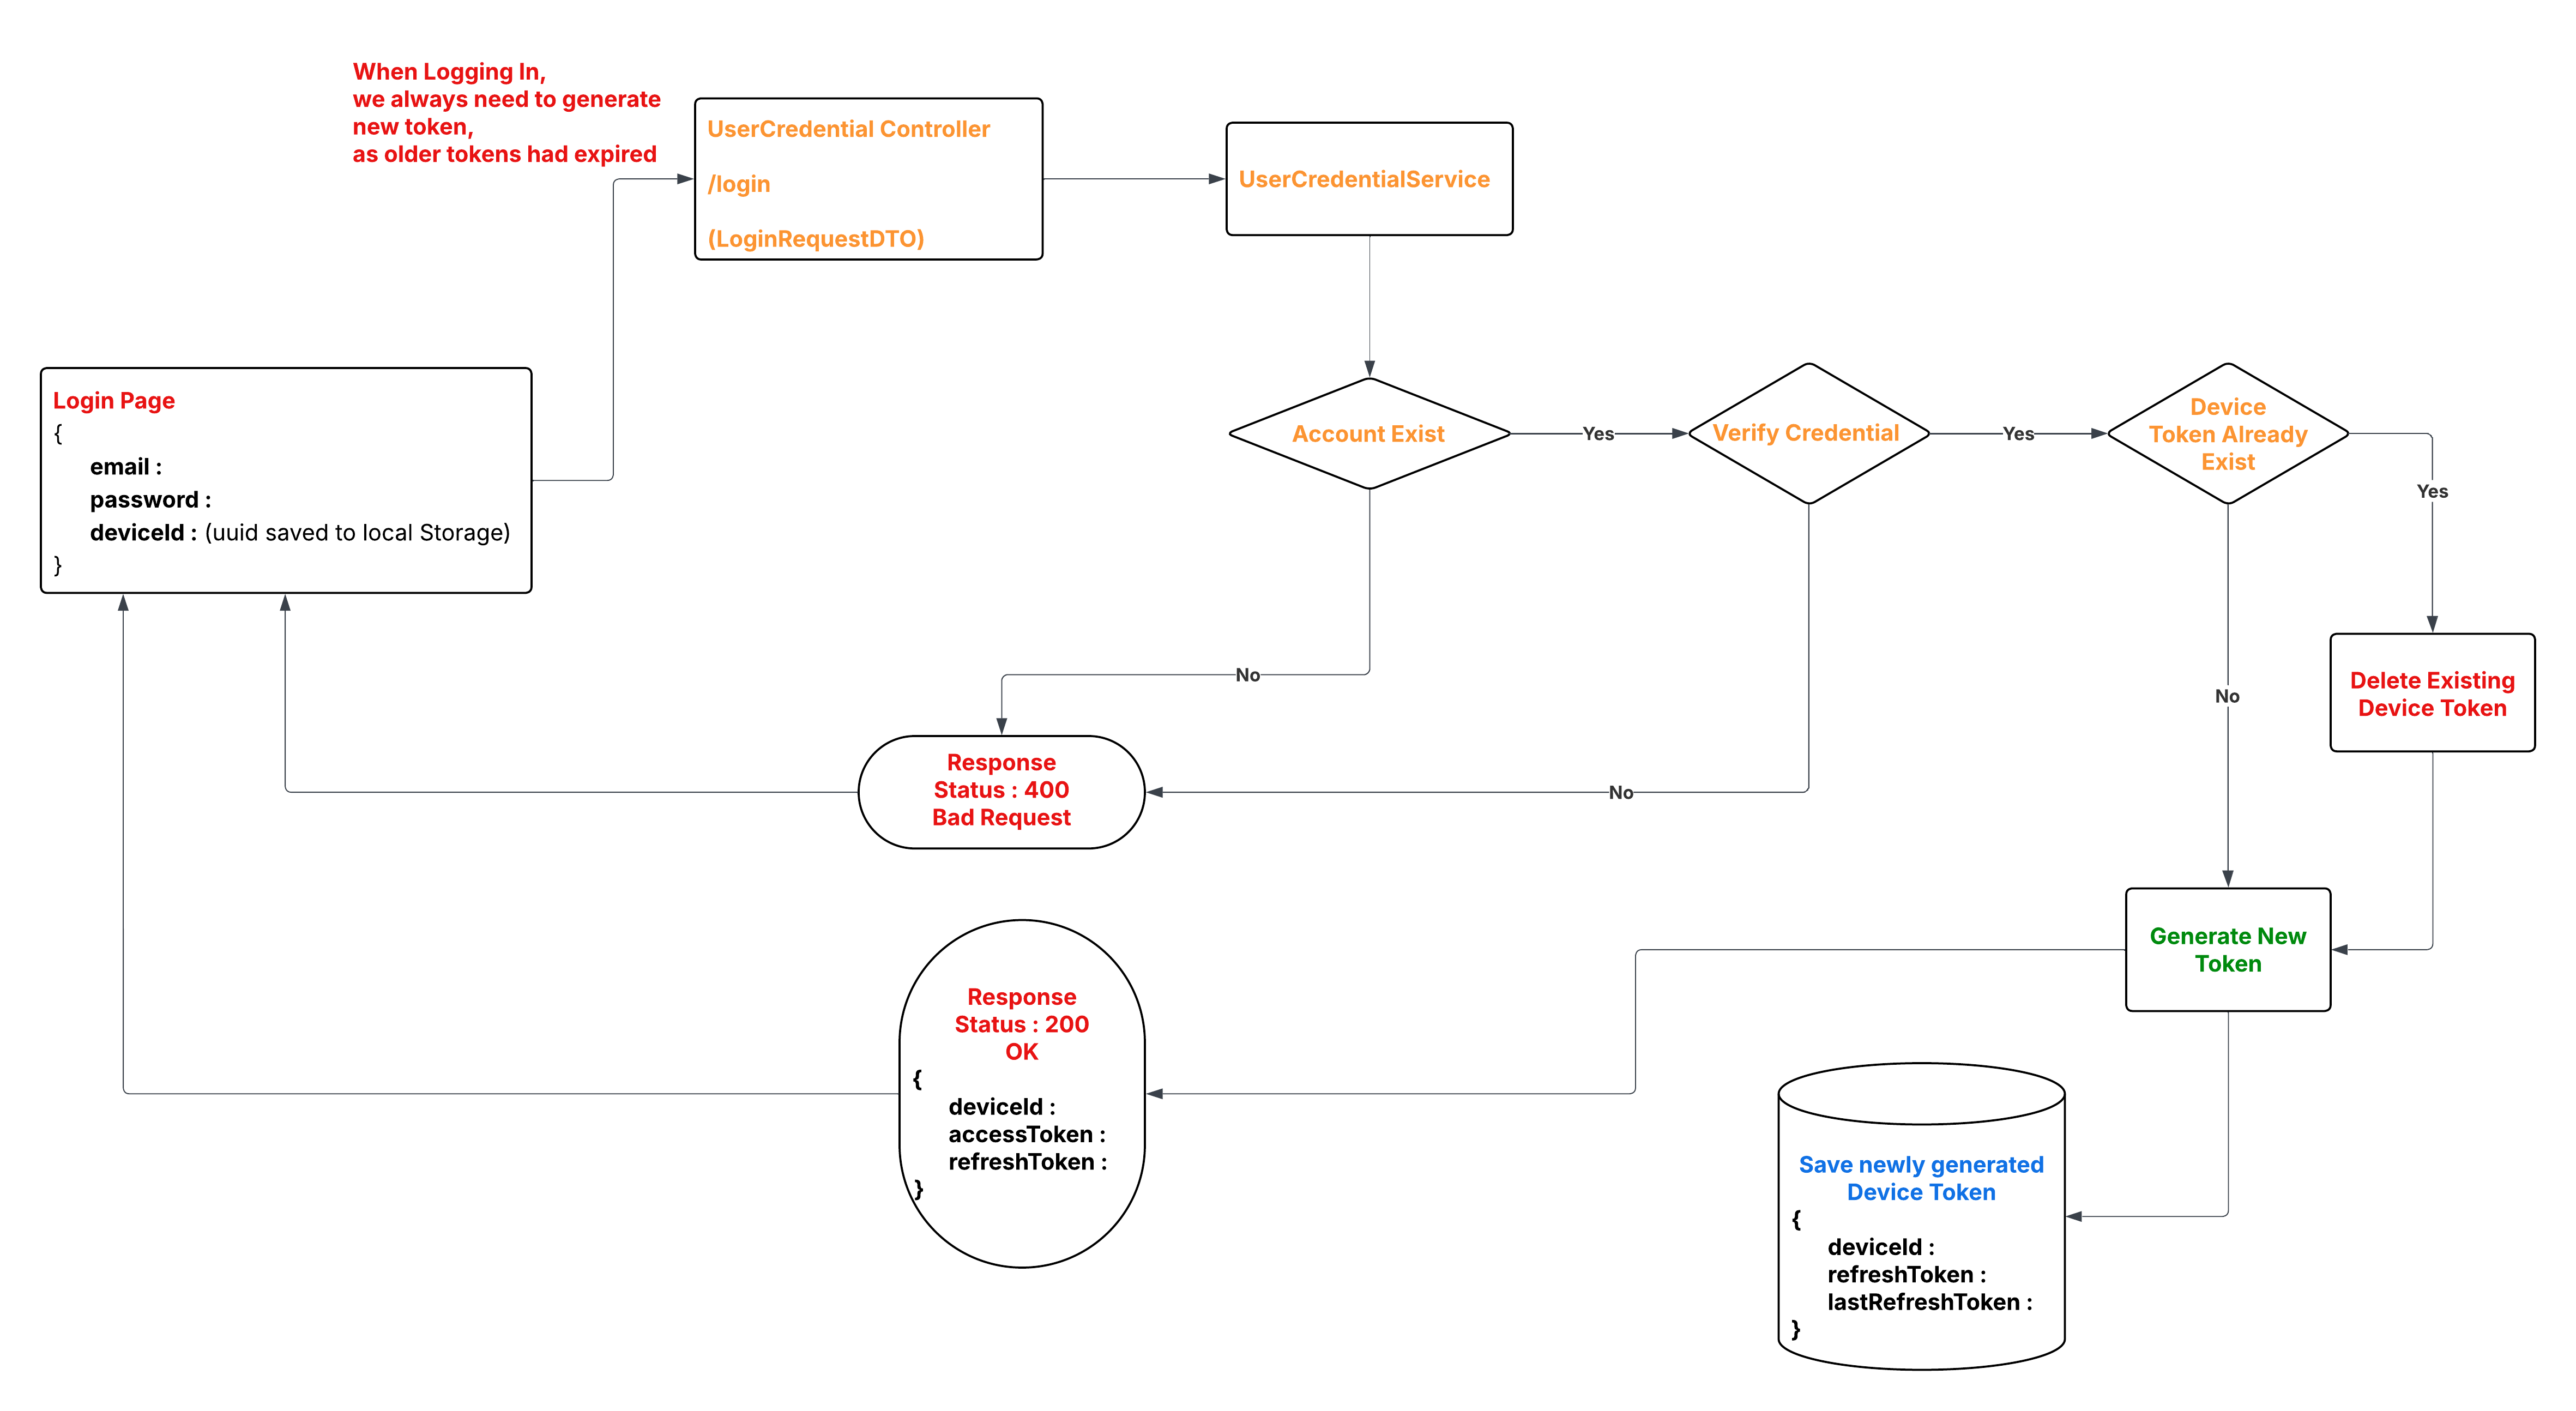 When Logging In,
we always need to generate
new token,
as older tokens had expired
UserCredential Controller
/login
(LoginRequestDTO)
UserCredentialService
Login Page
{
email :
password :
deviceId : (uuid saved to local Storage)
}
Account Exist
Yes
Verify Credential
Yes
Device
Token Already
Exist
Yes
No
No
No
Delete Existing
Device Token
Response
Status : 400
Bad Request
Generate New
Token
Response
Status : 200
OK
{
deviceId :
accessToken :
refreshToken :
}
Save newly generated
Device Token
{
deviceId :
refreshToken :
lastRefreshToken :
}